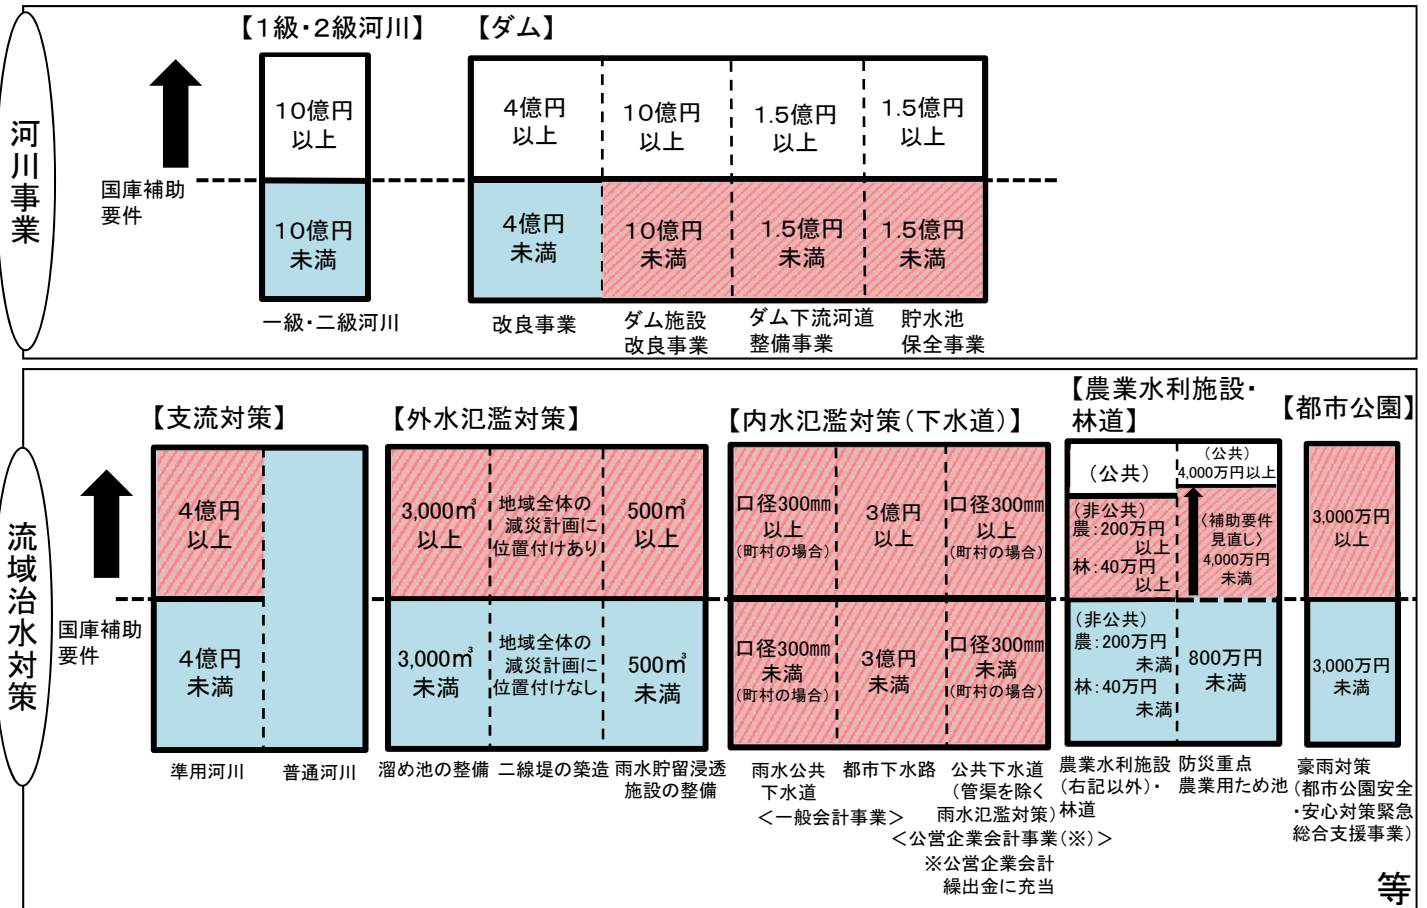 河川事業
【1級・2級河川】
【ダム】
10億円
以上
4億円
以上
10億円
以上
1.5億円
以上
1.5億円
以上
国庫補助
要件
10億円
未満
4億円
未満
10億円
未満
1.5億円
未満
1.5億円
未満
一級・二級河川
改良事業
ダム施設
改良事業
ダム下流河道
整備事業
貯水池
保全事業
流域治水対策
【支流対策】
【外水氾濫対策】
【内水氾濫対策(下水道)】
【農業水利施設・
林道】
【都市公園】
4億円
以上
3,000㎥
以上
地域全体の
減災計画に
位置付けあり
500㎥
以上
口径300mm
以上
(町村の場合)
3億円
以上
口径300mm
以上
(町村の場合)
(公共)
(非公共)
農:200万円
以上
林:40万円
以上
(公共)
4,000万円以上
〈補助要件
見直し〉
4,000万円
未満
3,000万円
以上
国庫補助
要件
4億円
未満
3,000㎥
未満
地域全体の
減災計画に
位置付けなし
500㎥
未満
口径300mm
未満
(町村の場合)
3億円
未満
口径300mm
未満
(町村の場合)
(非公共)
農:200万円
未満
林:40万円
未満
800万円
未満
3,000万円
未満
準用河川
普通河川
溜め池の整備
二線堤の築造
雨水貯留浸透
施設の整備
雨水公共
下水道
都市下水路
<一般会計事業>
公共下水道
(管渠を除く
雨水氾濫対策)
<公営企業会計事業(※)>
※公営企業会計
繰出金に充当
農業水利施設
(右記以外)・
林道
防災重点
農業用ため池
豪雨対策
(都市公園安全
・安心対策緊急
総合支援事業)
等